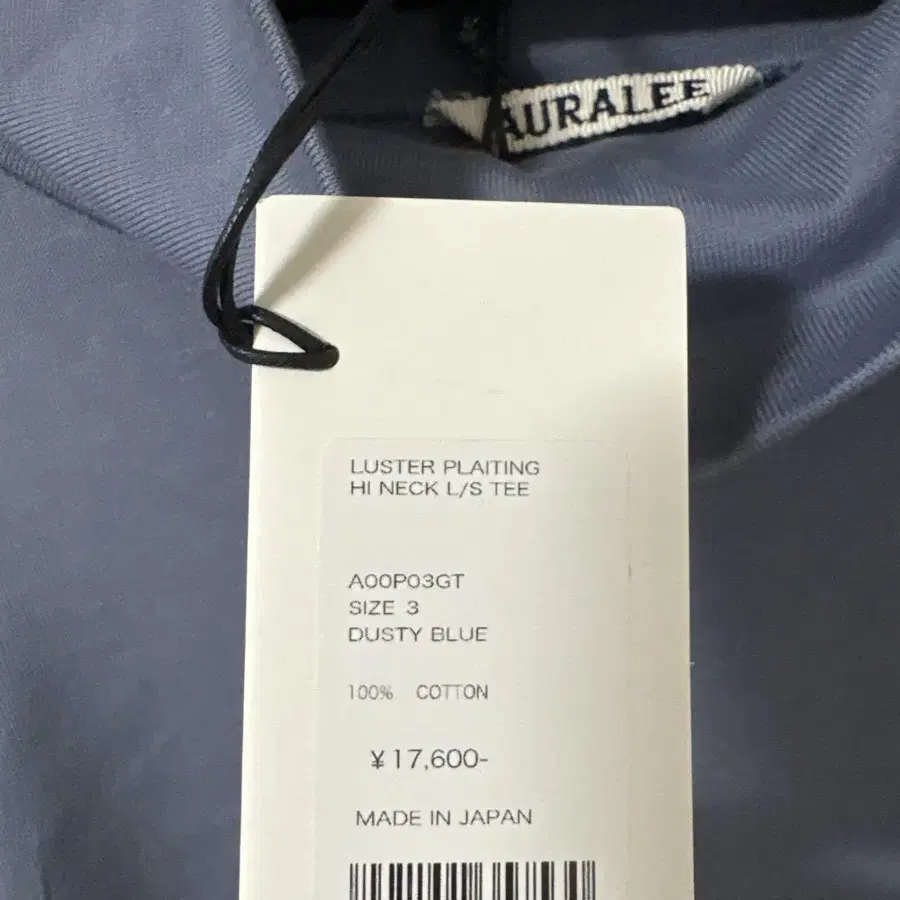 AURALEE
LUSTER PLAITING
HI NECK L/S TEE
A00P03GT
SIZE 3
DUSTY BLUE
100% COTTON
¥17,600-
MADE IN JAPAN